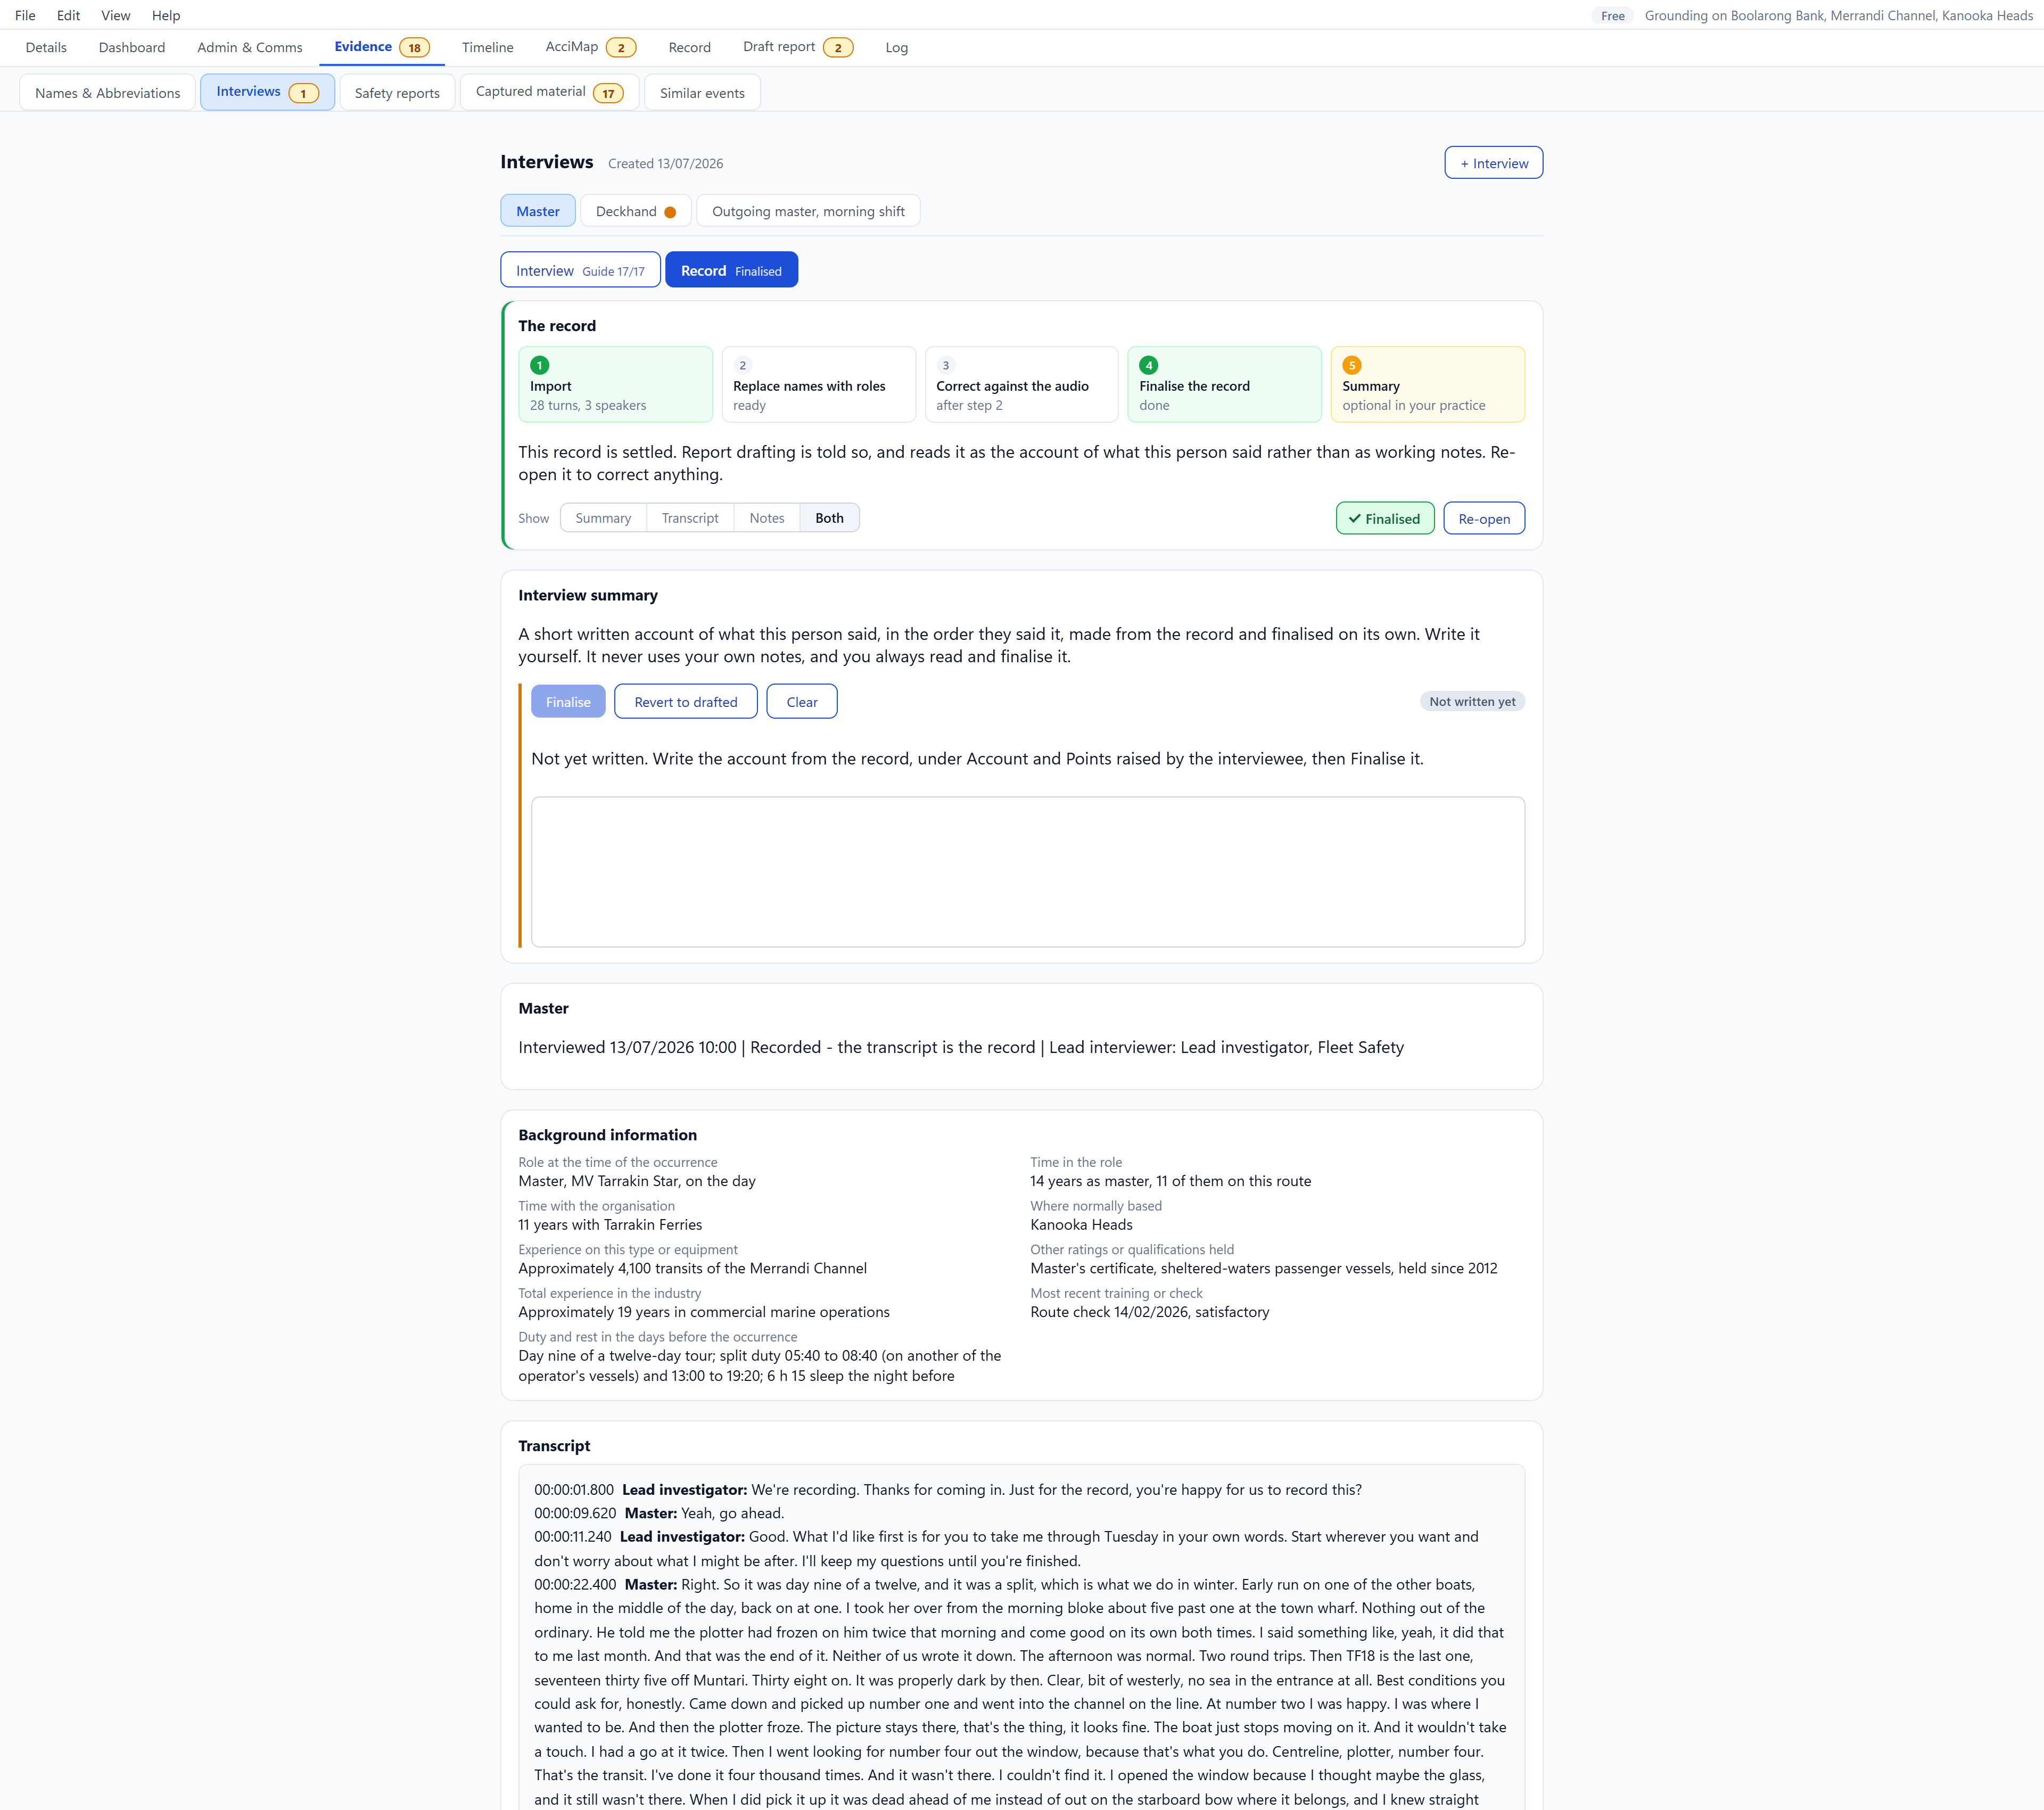 File Edit View Help
Free Grounding on Boolarong Bank, Merrandi Channel, Kanooka Heads
Details Dashboard Admin & Comms Evidence 18 Timeline AcciMap 2 Record Draft report 2 Log
Names & Abbreviations Interviews 1 Safety reports Captured material 17 Similar events
Interviews Created 13/07/2026 + Interview
Master Deckhand Outgoing master, morning shift
Interview Guide 17/17 Record Finalised
The record
1 2 3 4 5
Import Replace names with roles Correct against the audio Finalise the record Summary
28 turns, 3 speakers ready after step 2 done optional in your practice
This record is settled. Report drafting is told so, and reads it as the account of what this person said rather than as working notes. Re-
open it to correct anything.
Show Summary Transcript Notes Both ✓ Finalised Re-open
Interview summary
A short written account of what this person said, in the order they said it, made from the record and finalised on its own. Write it
yourself. It never uses your own notes, and you always read and finalise it.
Finalise Revert to drafted Clear Not written yet
Not yet written. Write the account from the record, under Account and Points raised by the interviewee, then Finalise it.
Master
Interviewed 13/07/2026 10:00 | Recorded - the transcript is the record | Lead interviewer: Lead investigator, Fleet Safety
Background information
Role at the time of the occurrence Time in the role
Master, MV Tarrakin Star, on the day 14 years as master, 11 of them on this route
Time with the organisation Where normally based
11 years with Tarrakin Ferries Kanooka Heads
Experience on this type or equipment Other ratings or qualifications held
Approximately 4,100 transits of the Merrandi Channel Master's certificate, sheltered-waters passenger vessels, held since 2012
Total experience in the industry Most recent training or check
Approximately 19 years in commercial marine operations Route check 14/02/2026, satisfactory
Duty and rest in the days before the occurrence
Day nine of a twelve-day tour; split duty 05:40 to 08:40 (on another of the
operator's vessels) and 13:00 to 19:20; 6 h 15 sleep the night before
Transcript
00:00:01.800 Lead investigator: We're recording. Thanks for coming in. Just for the record, you're happy for us to record this?
00:00:09.620 Master: Yeah, go ahead.
00:00:11.240 Lead investigator: Good. What I'd like first is for you to take me through Tuesday in your own words. Start wherever you want and
don't worry about what I might be after. I'll keep my questions until you're finished.
00:00:22.400 Master: Right. So it was day nine of a twelve, and it was a split, which is what we do in winter. Early run on one of the other boats,
home in the middle of the day, back on at one. I took her over from the morning bloke about five past one at the town wharf. Nothing out of the
ordinary. He told me the plotter had frozen on him twice that morning and come good on its own both times. I said something like, yeah, it did that
to me last month. And that was the end of it. Neither of us wrote it down. The afternoon was normal. Two round trips. Then TF18 is the last one,
seventeen thirty five off Muntari. Thirty eight on. It was properly dark by then. Clear, bit of westerly, no sea in the entrance at all. Best conditions you
could ask for, honestly. Came down and picked up number one and went into the channel on the line. At number two I was happy. I was where I
wanted to be. And then the plotter froze. The picture stays there, that's the thing, it looks fine. The boat just stops moving on it. And it wouldn't take
a touch. I had a go at it twice. Then I went looking for number four out the window, because that's what you do. Centreline, plotter, number four.
That's the transit. I've done it four thousand times. And it wasn't there. I couldn't find it. I opened the window because I thought maybe the glass,
and it still wasn't there. When I did pick it up it was dead ahead of me instead of out on the starboard bow where it belongs, and I knew straight